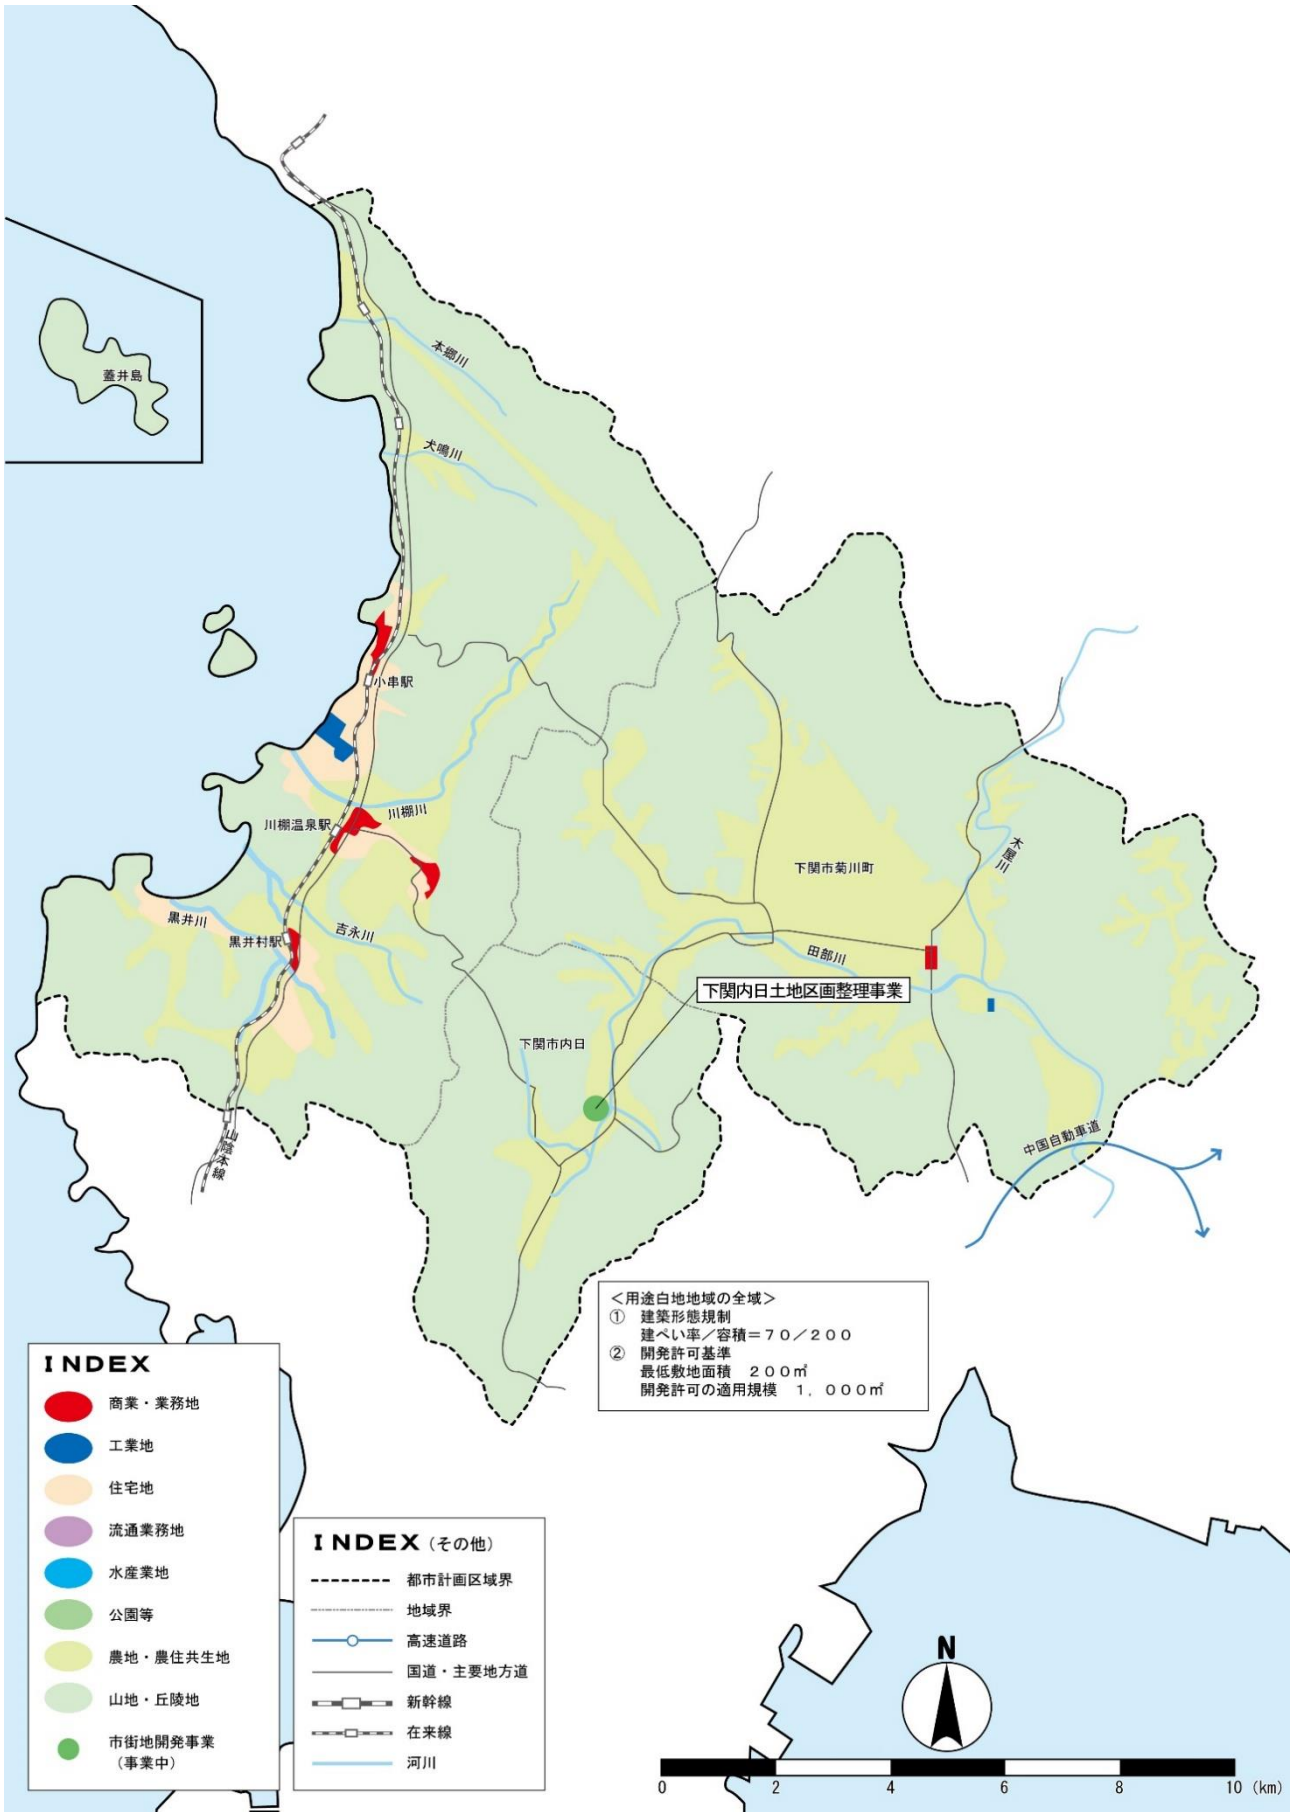 蓋井島
本郷川
犬鳴川
小串駅
川棚川
川棚温泉駅
下関市菊川町
木屋川
黒井川
吉永川
黒井村駅
田部川
下関内日土地区画整理事業
下関市内日
山陰本線
中国自動車道
＜用途白地地域の全域＞
① 建築形態規制
建ぺい率／容積＝７０／２００
② 開発許可基準
最低敷地面積 ２００㎡
開発許可の適用規模 １，０００㎡
INDEX
商業・業務地
工業地
住宅地
流通業務地
水産業地
公園等
農地・農住共生地
山地・丘陵地
市街地開発事業
（事業中）
INDEX（その他）
都市計画区域界
地域界
高速道路
国道・主要地方道
新幹線
在来線
河川
N
0 2 4 6 8 10 (km)